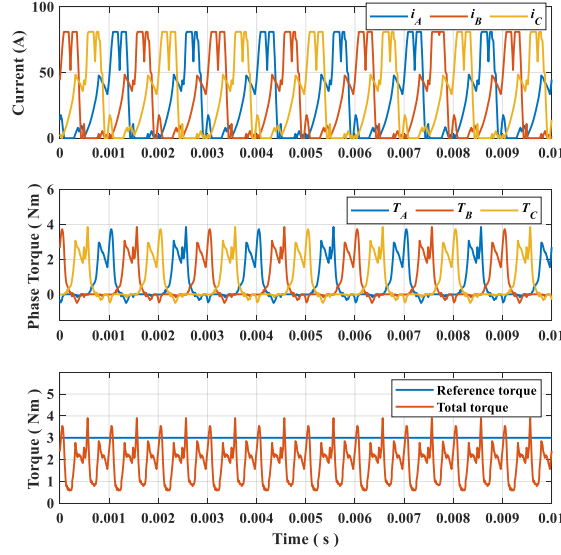 i_A i_B i_C
Currrent (A)
100
50
0
0 0.001 0.002 0.003 0.004 0.005 0.006 0.007 0.008 0.009 0.01
T_A T_B T_C
Phase Torque ( Nm )
6
4
2
0
0 0.001 0.002 0.003 0.004 0.005 0.006 0.007 0.008 0.009 0.01
Reference torque
Total torque
Torque ( Nm )
5
4
3
2
1
0
0 0.001 0.002 0.003 0.004 0.005 0.006 0.007 0.008 0.009 0.01
Time ( s )